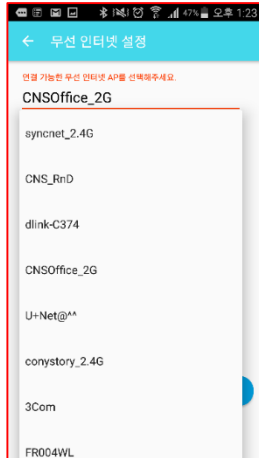 47% 오후 1:23
무선 인터넷 설정
연결 가능한 무선 인터넷 AP를 선택해주세요.
CNSOffice_2G
syncnet_2.4G
CNS_RnD
dlink-C374
CNSOffice_2G
U+Net@^^
conystory_2.4G
3Com
FR004WL